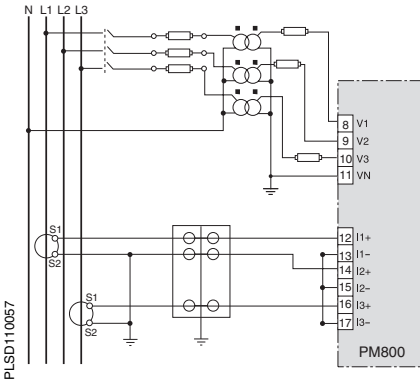 N L1 L2 L3
8 V1
9 V2
10 V3
11 VN
S1
S2
12 I1+
13 I1-
14 I2+
15 I2-
16 I3+
17 I3-
S1
S2
PM800
PLSD110057